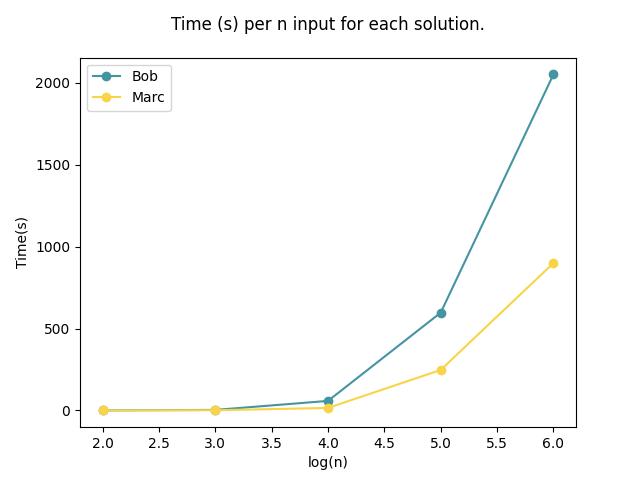 Time (s) per n input for each solution.
Bob
Marc
2000
1500
1000
500
0
Time(s)
2.0 2.5 3.0 3.5 4.0 4.5 5.0 5.5 6.0
log(n)